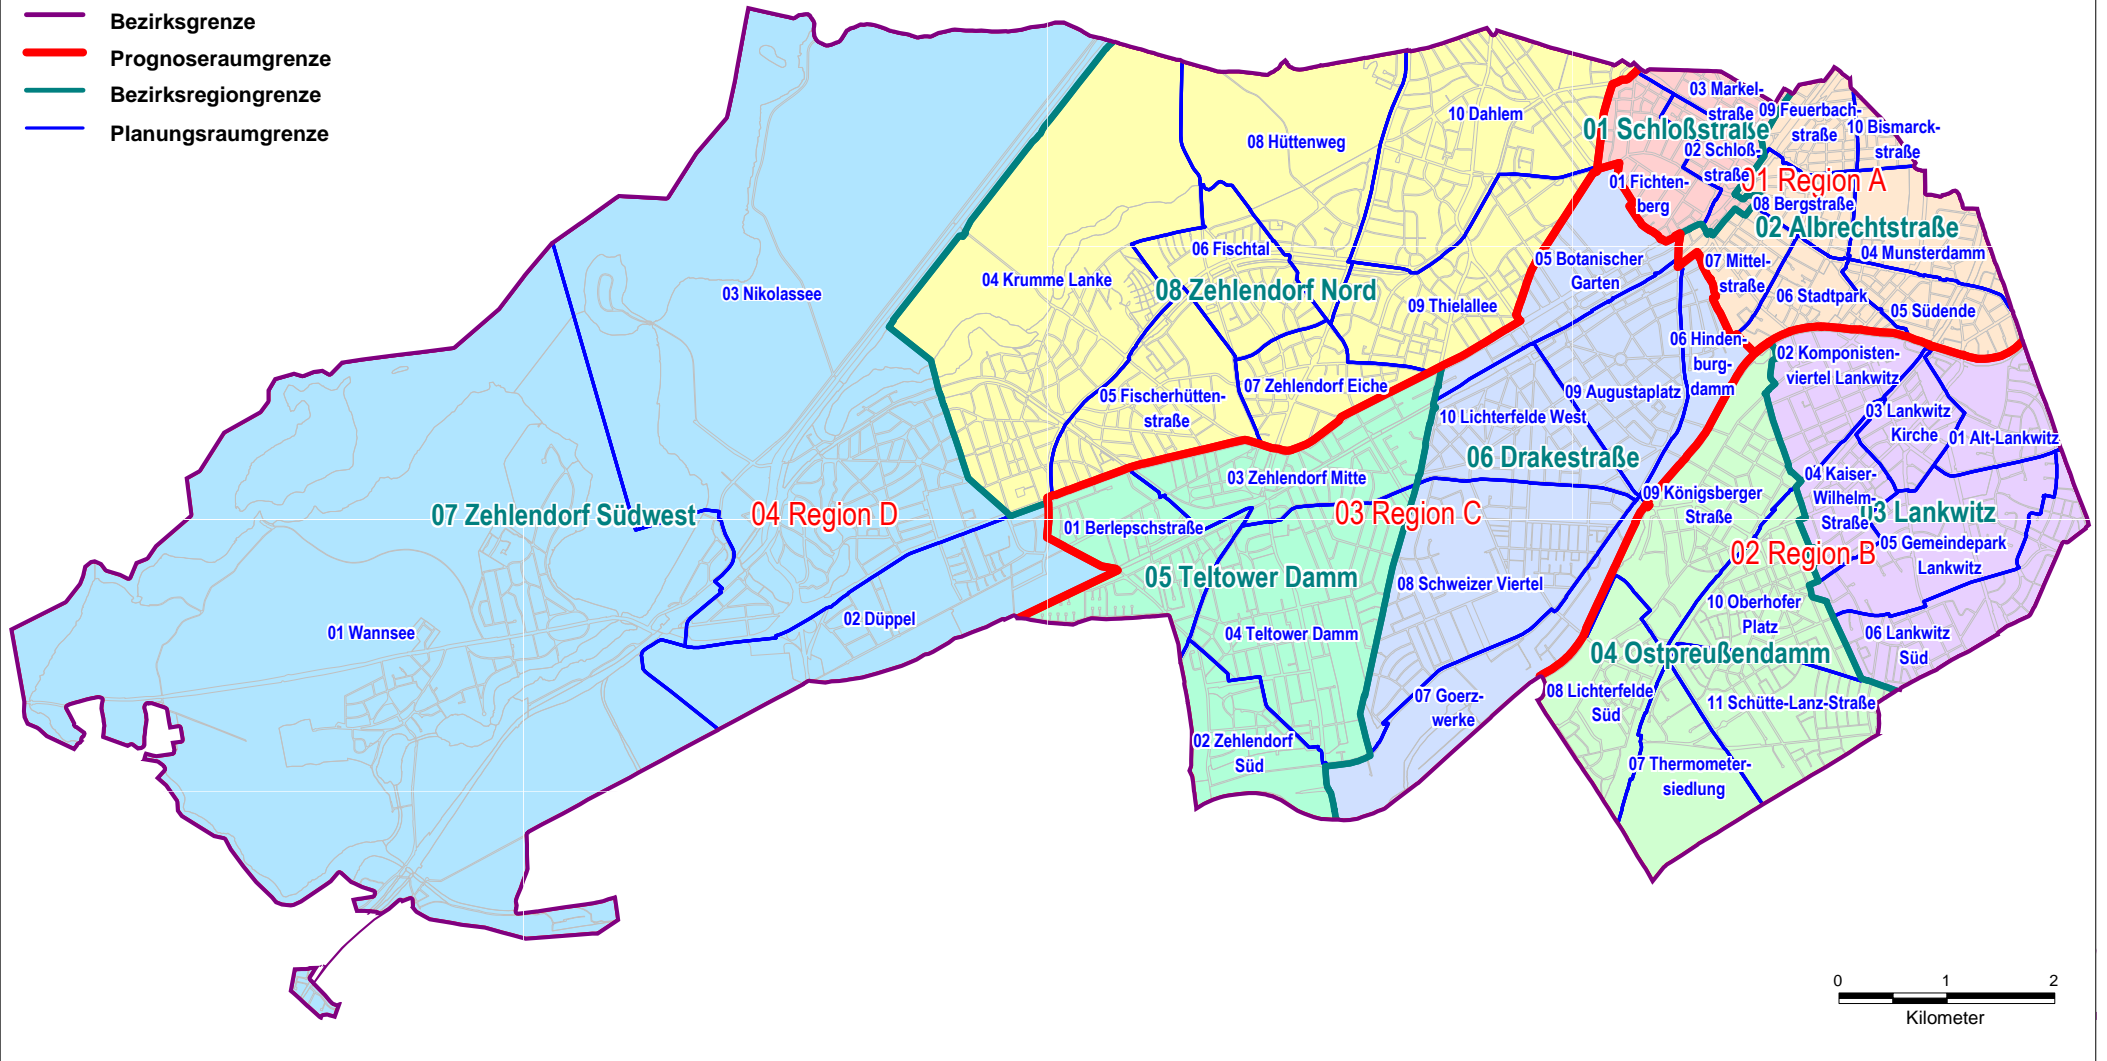 Bezirksgrenze
Prognoseraumgrenze
Bezirksregiongrenze
Planungsraumgrenze
03 Markel-
straße
09 Feuerbach-
straße
10 Bismarck-
straße
10 Dahlem
01 Schloßstraße
02 Schloß-
straße
08 Hüttenweg
01 Fichten-
berg
01 Region A
08 Bergstraße
02 Albrechtstraße
04 Munsterdamm
06 Fischtal
05 Botanischer
Garten
07 Mittel-
straße
04 Krumme Lanke
08 Zehlendorf Nord
03 Nikolassee
09 Thielallee
06 Stadtpark
05 Südende
06 Hinden-
burg-
damm
02 Komponisten-
viertel Lankwitz
07 Zehlendorf Eiche
05 Fischerhütten-
straße
09 Augustaplatz
10 Lichterfelde West
03 Lankwitz
Kirche
01 Alt-Lankwitz
06 Drakestraße
03 Zehlendorf Mitte
04 Kaiser-
Wilhelm-
Straße
09 Königsberger
Straße
07 Zehlendorf Südwest
04 Region D
03 Region C
03 Lankwitz
01 Berlepschstraße
02 Region B
05 Gemeindepark
Lankwitz
05 Teltower Damm
08 Schweizer Viertel
10 Oberhofer
Platz
02 Düppel
01 Wannsee
04 Teltower Damm
06 Lankwitz
Süd
04 Ostpreußendamm
08 Lichterfelde
Süd
07 Goerz-
werke
11 Schütte-Lanz-Straße
02 Zehlendorf
Süd
07 Thermometer-
siedlung
0 1 2
Kilometer